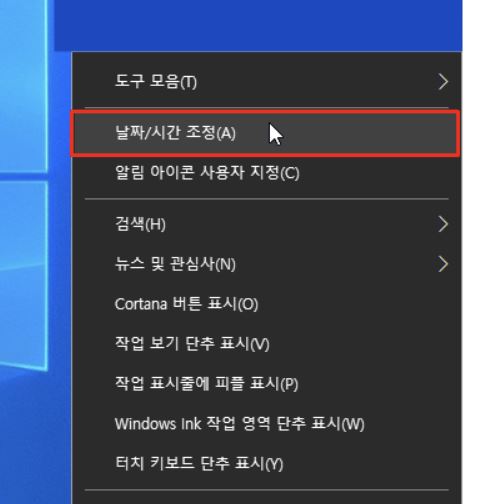 도구 모음(T)
날짜/시간 조정(A)
알림 아이콘 사용자 지정(C)
검색(H)
뉴스 및 관심사(N)
Cortana 버튼 표시(O)
작업 보기 단추 표시(V)
작업 표시줄에 피플 표시(P)
Windows Ink 작업 영역 단추 표시(W)
터치 키보드 단추 표시(Y)